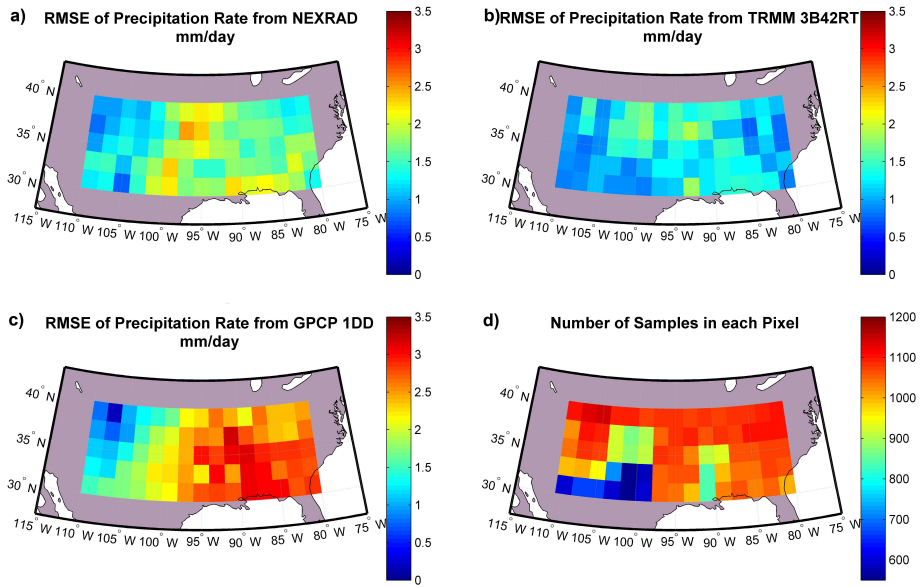 a)
RMSE of Precipitation Rate from NEXRAD
mm/day
40° N
35° N
30° N
115° W
110° W
105° W
100° W
95° W
90° W
85° W
80° W
75° W
3.5
3
2.5
2
1.5
1
0.5
0
b)
RMSE of Precipitation Rate from TRMM 3B42RT
mm/day
40° N
35° N
30° N
115° W
110° W
105° W
100° W
95° W
90° W
85° W
80° W
75° W
3.5
3
2.5
2
1.5
1
0.5
0
c)
RMSE of Precipitation Rate from GPCP 1DD
mm/day
40° N
35° N
30° N
115° W
110° W
105° W
100° W
95° W
90° W
85° W
80° W
75° W
3.5
3
2.5
2
1.5
1
0.5
0
d)
Number of Samples in each Pixel
40° N
35° N
30° N
115° W
110° W
105° W
100° W
95° W
90° W
85° W
80° W
75° W
1200
1100
1000
900
800
700
600